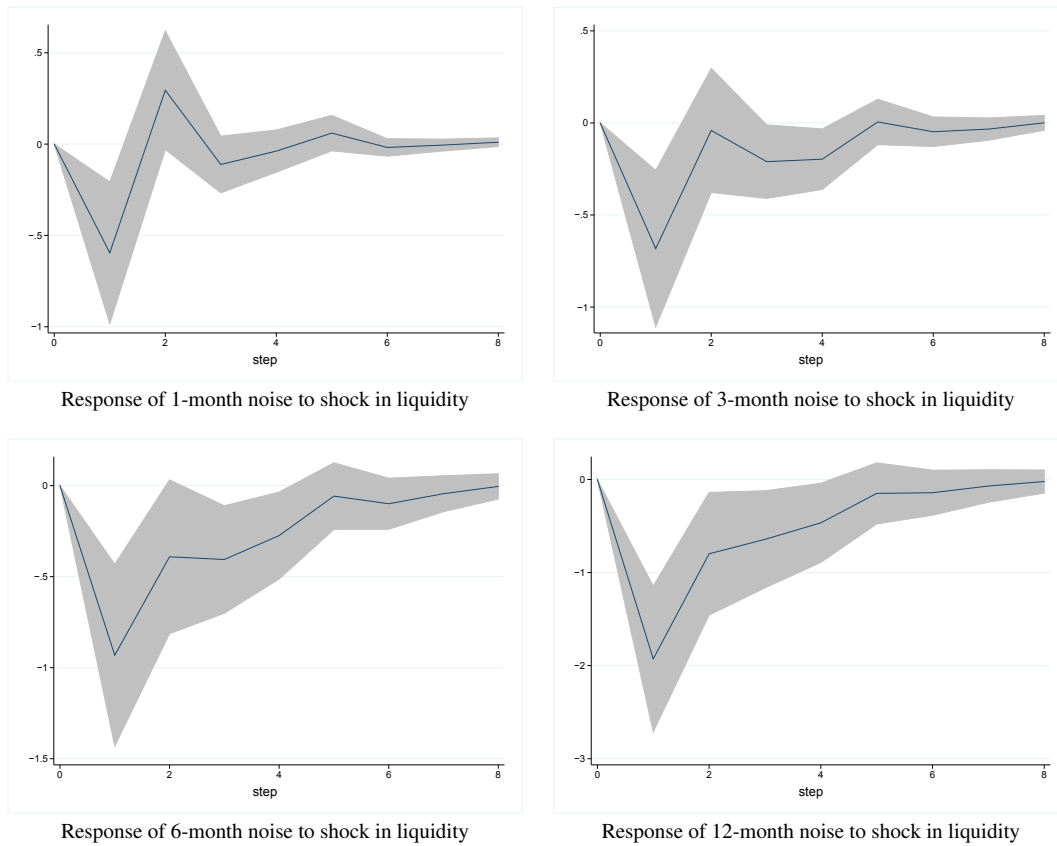 .5
0
−.5
−1
0 2 4 6 8
step
Response of 1-month noise to shock in liquidity
.5
0
−.5
−1
0 2 4 6 8
step
Response of 3-month noise to shock in liquidity
0
−.5
−1
−1.5
0 2 4 6 8
step
Response of 6-month noise to shock in liquidity
0
−1
−2
−3
0 2 4 6 8
step
Response of 12-month noise to shock in liquidity